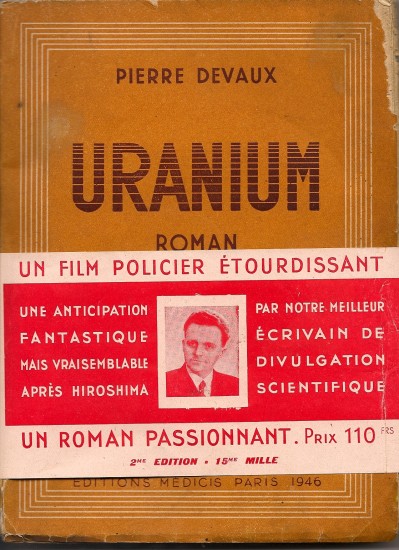 PIERRE DEVAUX
URANIUM
ROMAN
UN FILM POLICIER ÉTOURDISSANT
UNE ANTICIPATION
FANTASTIQUE
MAIS VRAISEMBLABLE
APRÈS HIROSHIMA
PAR NOTRE MEILLEUR
ÉCRIVAIN DE
DIVULGATION
SCIENTIFIQUE
UN ROMAN PASSIONNANT. PRIX 110 FRS
2ME EDITION • 15ME MILLE
EDITIONS MÉDICIS PARIS 1946